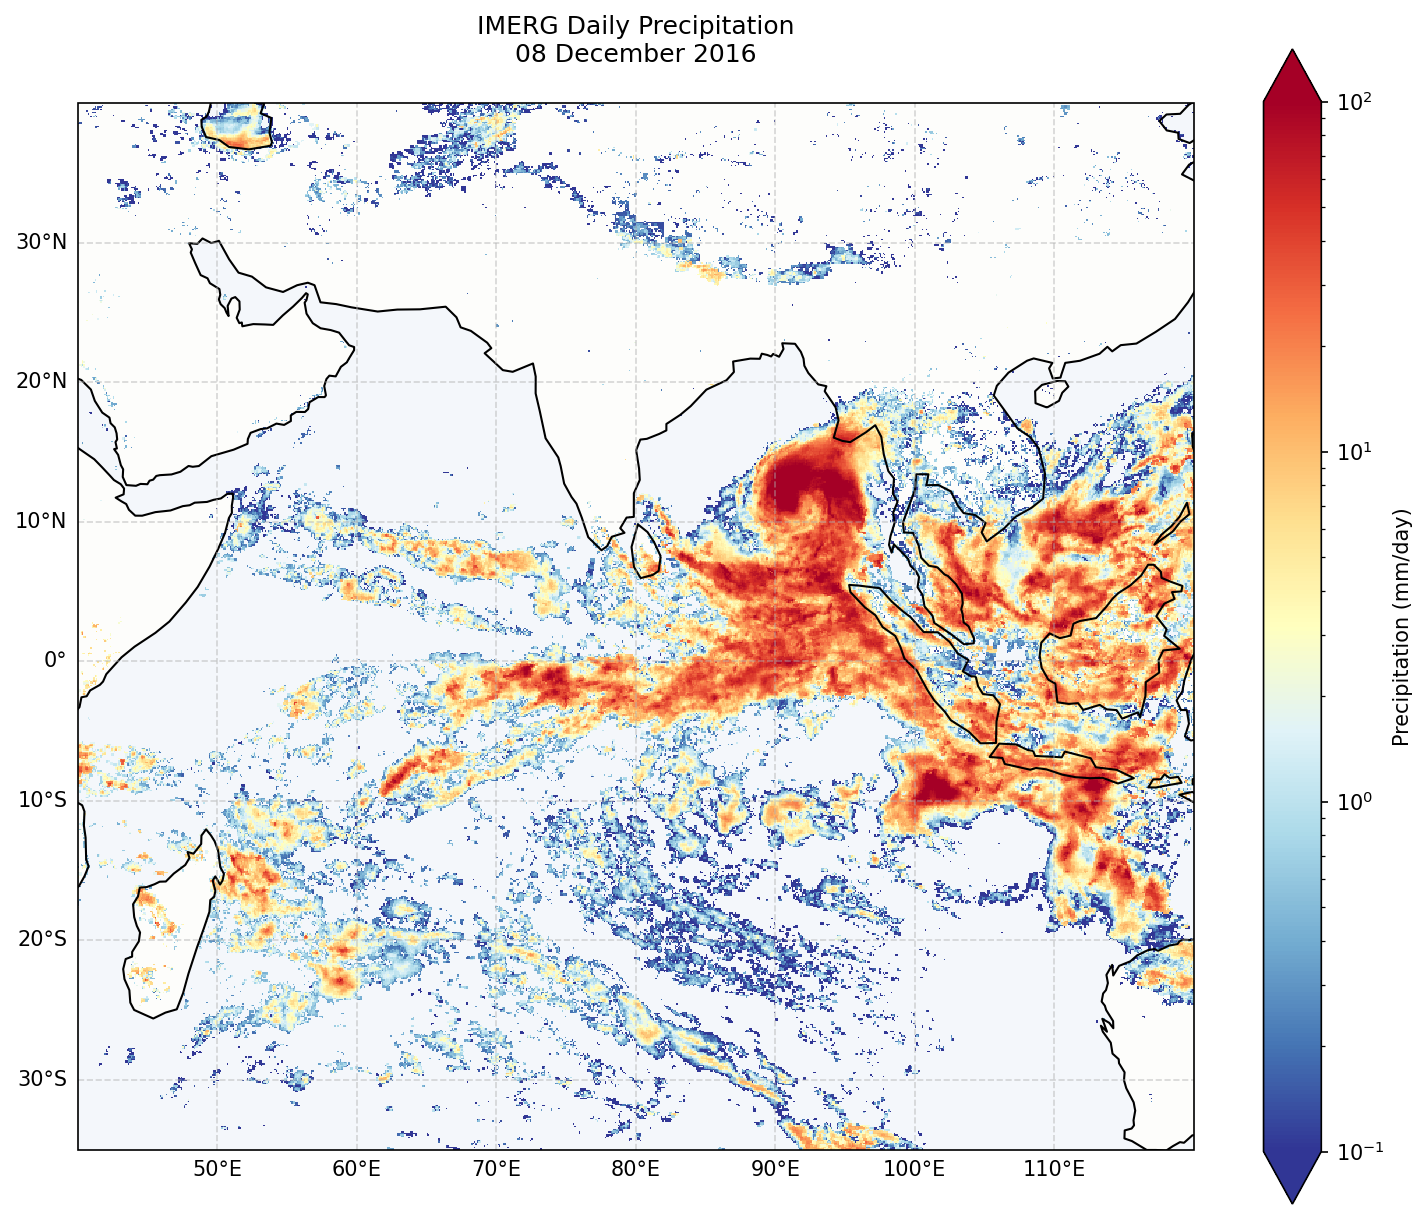 IMERG Daily Precipitation
08 December 2016
30°N
20°N
10°N
0°
10°S
20°S
30°S
50°E
60°E
70°E
80°E
90°E
100°E
110°E
10²
10¹
10⁰
10⁻¹
Precipitation (mm/day)